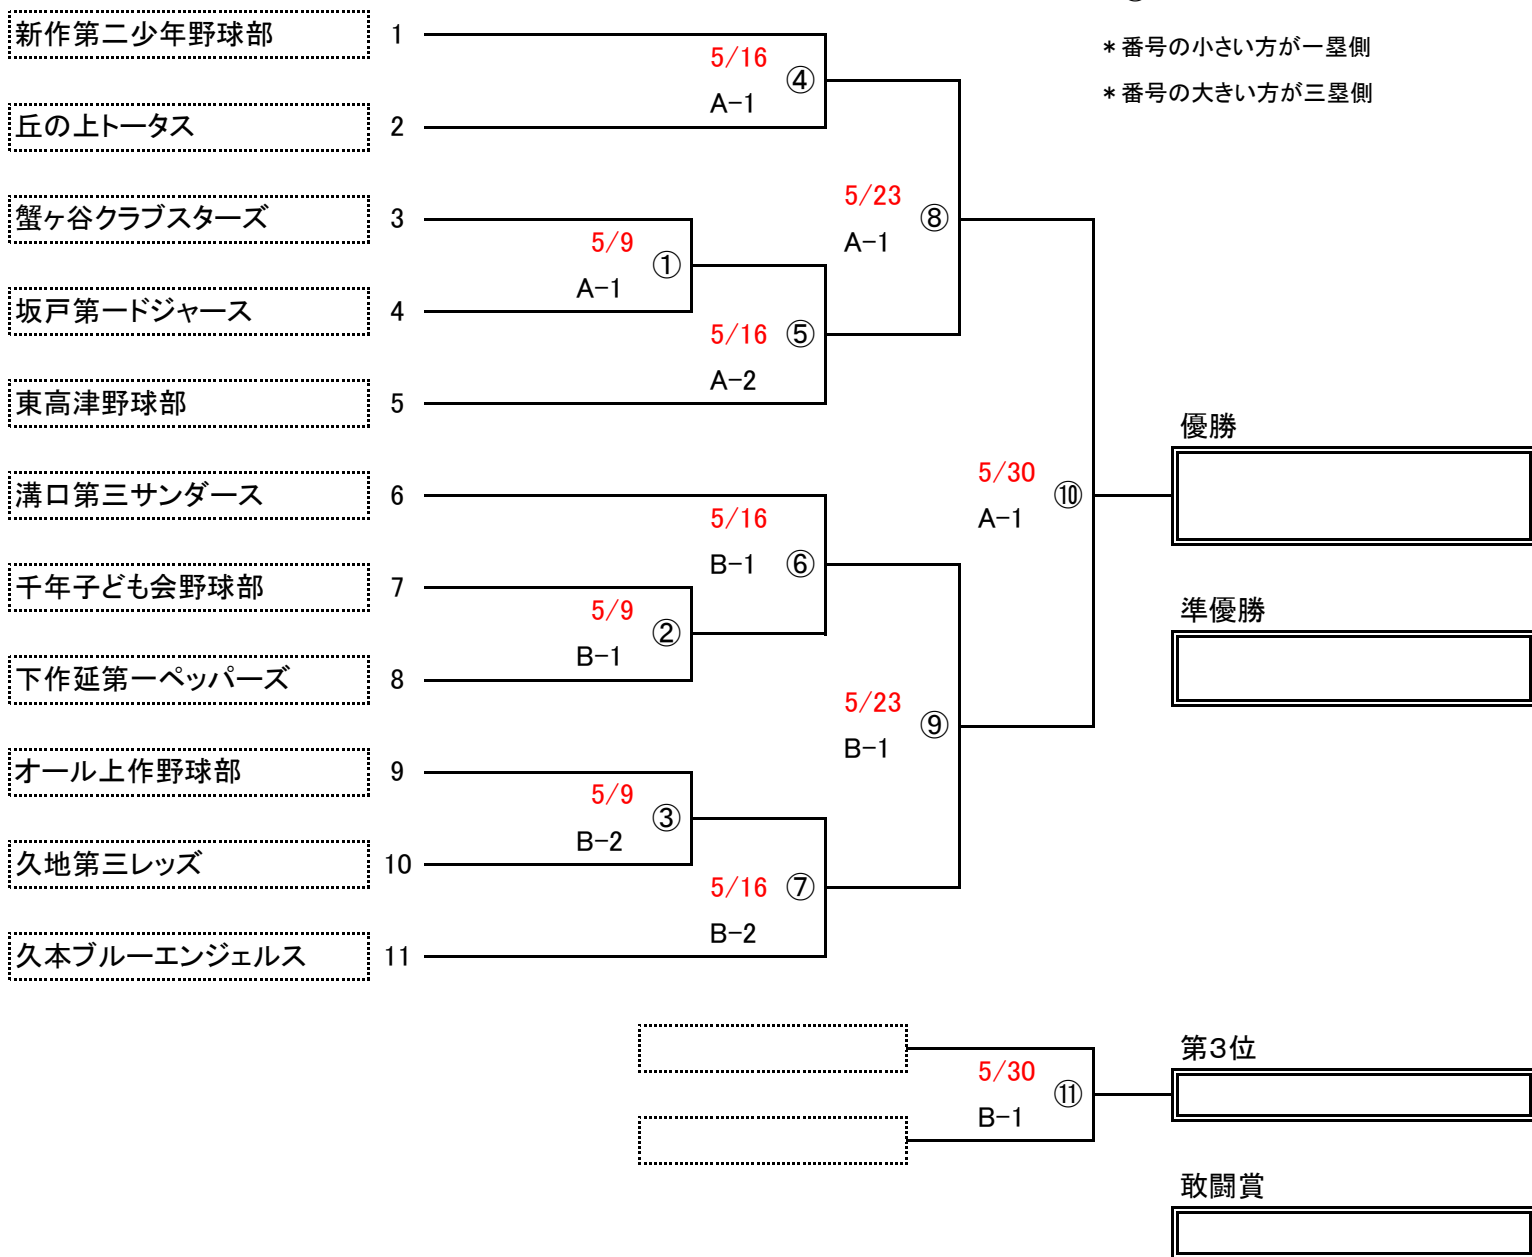 新作第二少年野球部 1
5/16
④
A-1
丘の上トータス 2
＊番号の小さい方が一塁側
＊番号の大きい方が三塁側
蟹ヶ谷クラブスターズ 3
5/9
①
A-1
坂戸第一ドジャース 4
5/16 ⑤
A-2
東高津野球部 5
5/23
⑧
A-1
溝口第三サンダース 6
5/16
B-1 ⑥
千年子ども会野球部 7
5/9
②
B-1
下作延第一ペッパーズ 8
5/23
⑨
B-1
オール上作野球部 9
5/9
③
B-2
久地第三レッズ 10
5/16 ⑦
B-2
久本ブルーエンジェルス 11
5/30
⑩
A-1
優勝
準優勝
5/30
⑪
B-1
第3位
敢闘賞